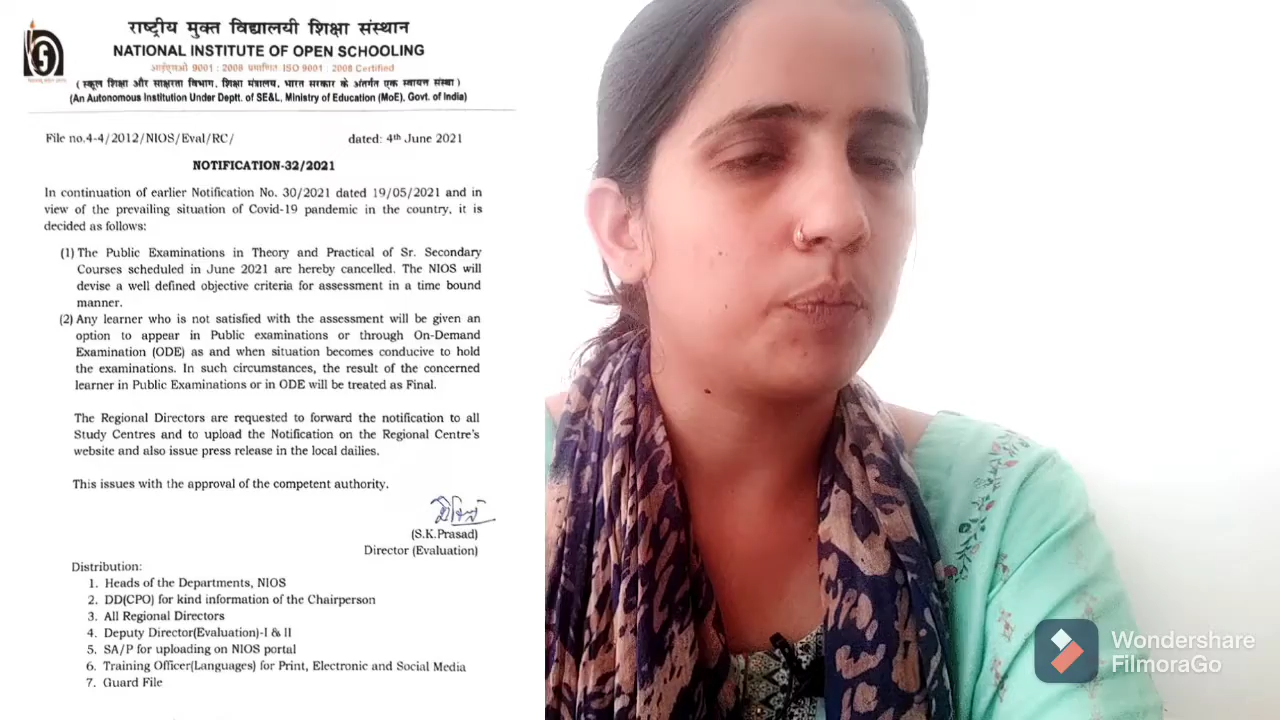 राष्ट्रीय मुक्त विद्यालयी शिक्षा संस्थान
NATIONAL INSTITUTE OF OPEN SCHOOLING
आईएसओ 9001 : 2008 प्रमाणित ISO 9001 : 2008 Certified
( स्कूल शिक्षा और साक्षरता विभाग, शिक्षा मंत्रालय, भारत सरकार के अंतर्गत एक स्वायत्त संस्था)
(An Autonomous Institution Under Deptt. of SE&L, Ministry of Education (MoE), Govt. of India)
File no.4-4/2012/NIOS/Eval/RC/ dated: 4th June 2021
NOTIFICATION-32/2021
In continuation of earlier Notification No. 30/2021 dated 19/05/2021 and in
view of the prevailing situation of Covid-19 pandemic in the country, it is
decided as follows:
(1) The Public Examinations in Theory and Practical of Sr. Secondary
Courses scheduled in June 2021 are hereby cancelled. The NIOS will
devise a well defined objective criteria for assessment in a time bound
manner.
(2) Any learner who is not satisfied with the assessment will be given an
option to appear in Public examinations or through On-Demand
Examination (ODE) as and when situation becomes conducive to hold
the examinations. In such circumstances, the result of the concerned
learner in Public Examinations or in ODE will be treated as Final.
The Regional Directors are requested to forward the notification to all
Study Centres and to upload the Notification on the Regional Centre's
website and also issue press release in the local dailies.
This issues with the approval of the competent authority.
(S.K.Prasad)
Director (Evaluation)
Distribution:
1. Heads of the Departments, NIOS
2. DD(CPO) for kind information of the Chairperson
3. All Regional Directors
4. Deputy Director(Evaluation)-I & II
5. SA/P for uploading on NIOS portal
6. Training Officer(Languages) for Print, Electronic and Social Media
7. Guard File
Wondershare
FilmoraGo